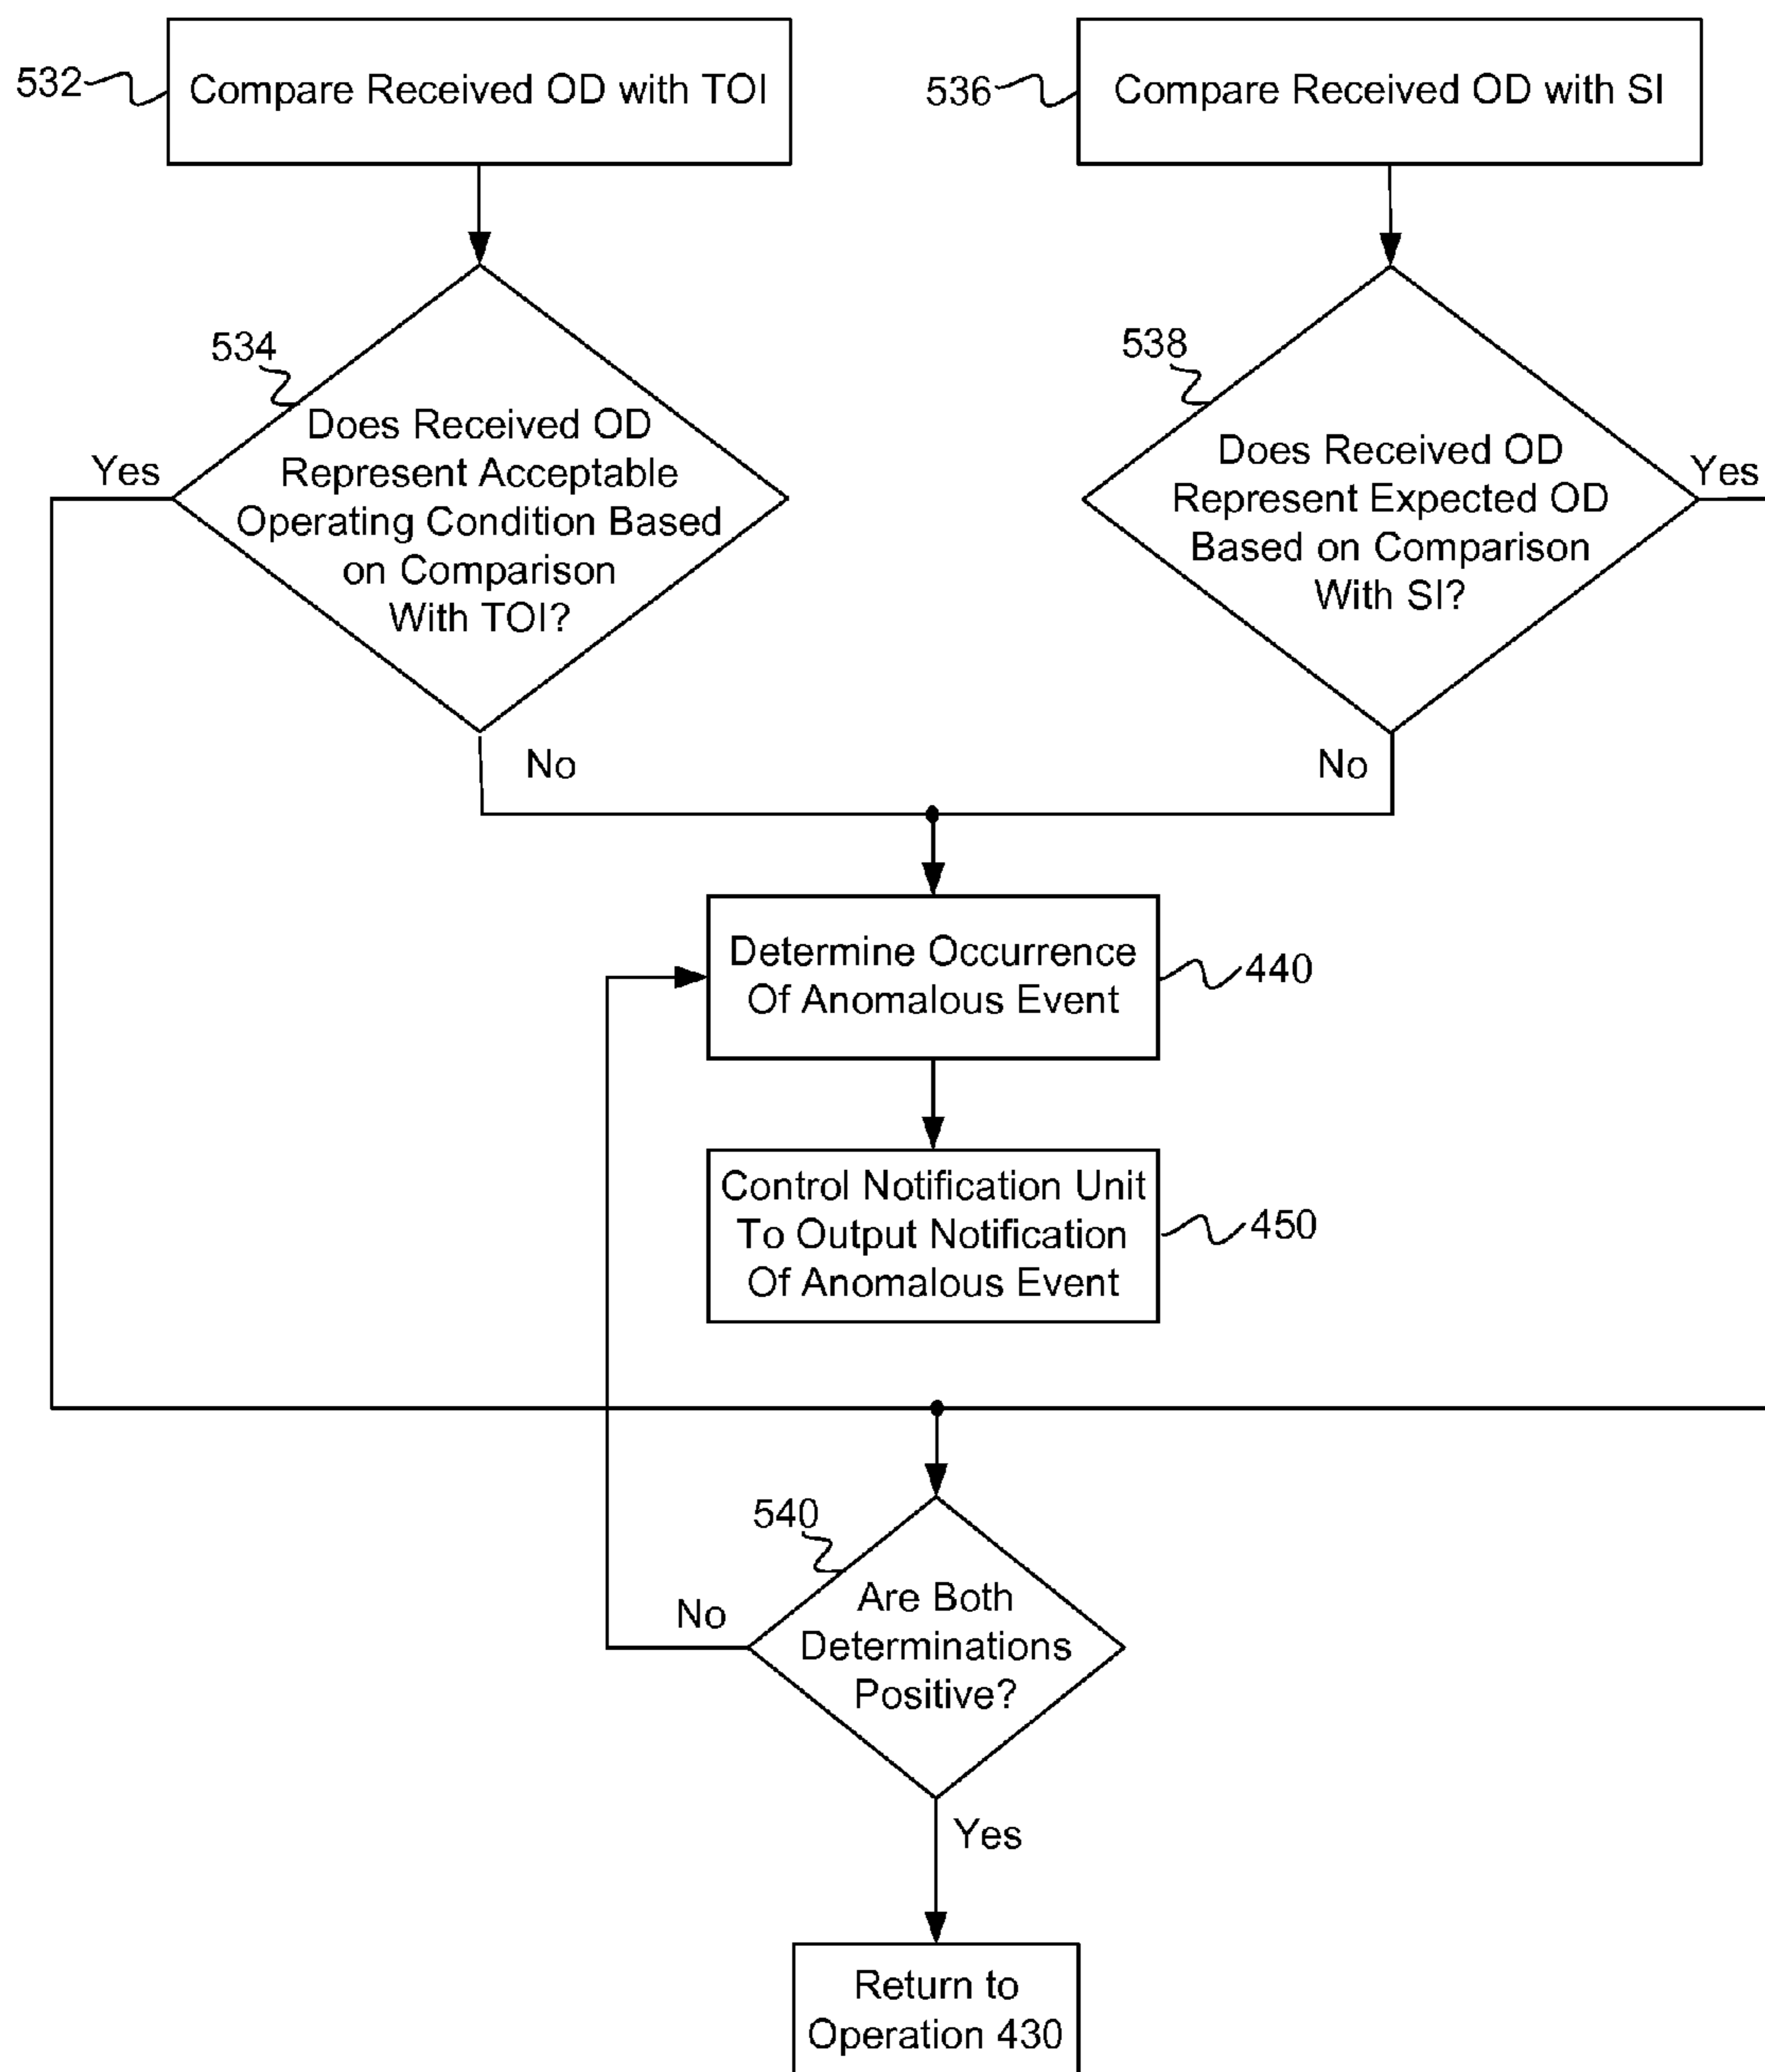 532
Compare Received OD with TOI
536
Compare Received OD with SI
534
Does Received OD
Represent Acceptable
Operating Condition Based
on Comparison
With TOI?
Yes
No
538
Does Received OD
Represent Expected OD
Based on Comparison
With SI?
Yes
No
Determine Occurrence
Of Anomalous Event
440
Control Notification Unit
To Output Notification
Of Anomalous Event
450
540
Are Both
Determinations
Positive?
No
Yes
Return to
Operation 430